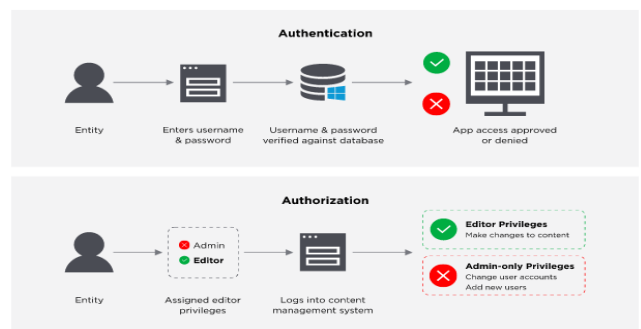 Authentication
Entity
Enters username
& password
Username & password
verified against database
App access approved
or denied
Authorization
Admin
Editor
Editor Privileges
Make changes to content
Admin-only Privileges
Change user accounts
Add new users
Entity
Assigned editor
privileges
Logs into content
management system